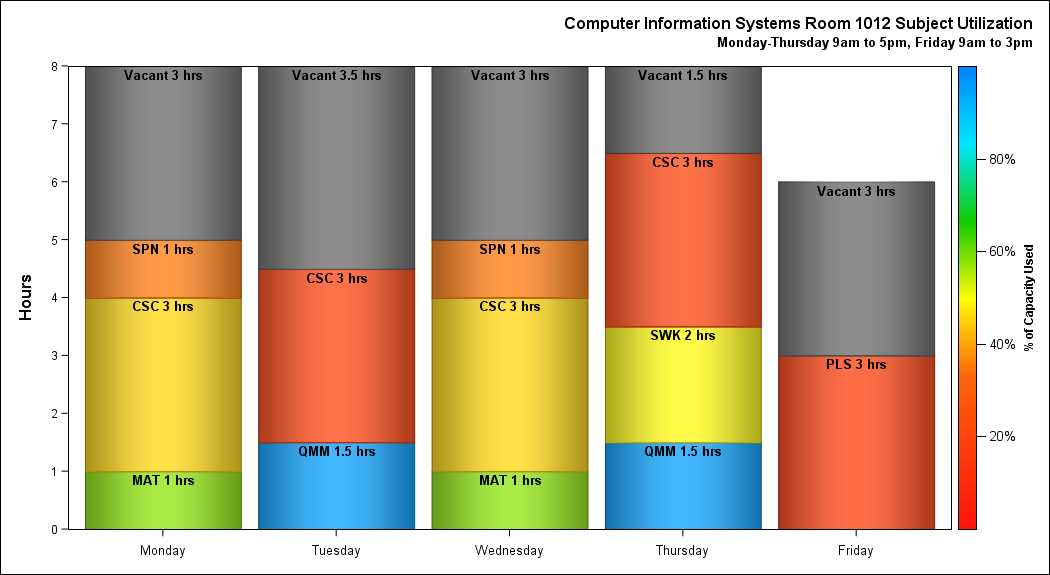 Computer Information Systems Room 1012 Subject Utilization
Monday-Thursday 9am to 5pm, Friday 9am to 3pm
Hours
8
7
6
5
4
3
2
1
0
Vacant 3 hrs
SPN 1 hrs
CSC 3 hrs
MAT 1 hrs
Vacant 3.5 hrs
CSC 3 hrs
QMM 1.5 hrs
Vacant 3 hrs
SPN 1 hrs
CSC 3 hrs
MAT 1 hrs
Vacant 1.5 hrs
CSC 3 hrs
SWK 2 hrs
QMM 1.5 hrs
Vacant 3 hrs
PLS 3 hrs
Monday
Tuesday
Wednesday
Thursday
Friday
80%
60%
40%
20%
% of Capacity Used